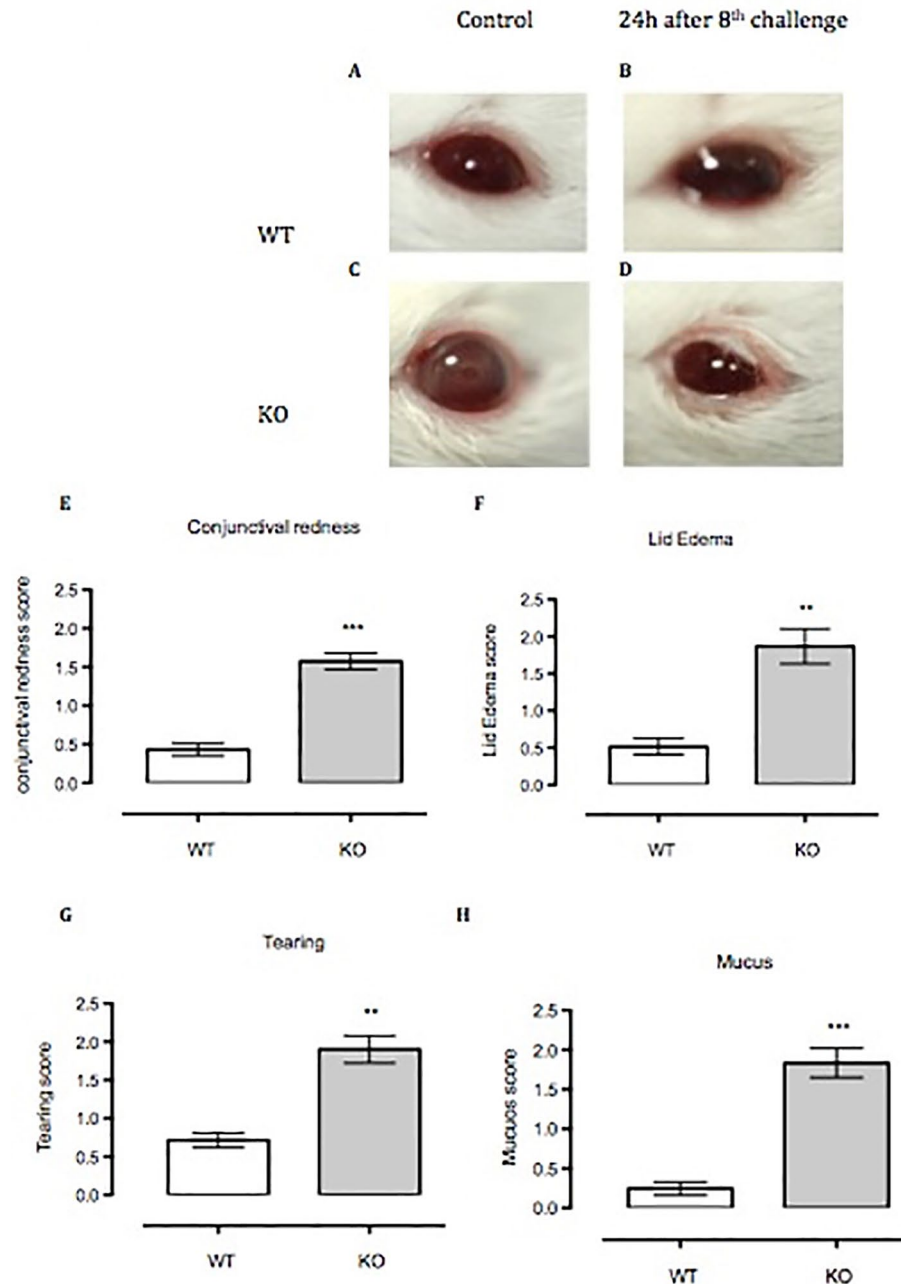 Control 24h after 8th challenge
A B
WT
C D
KO
E F
Conjunctival redness
Lid Edema
conjunctival redness score
2.5
2.0
1.5
1.0
0.5
0.0
***
WT KO
Lid Edema score
2.5
2.0
1.5
1.0
0.5
0.0
**
WT KO
G H
Tearing
Mucus
Tearing score
2.5
2.0
1.5
1.0
0.5
0.0
**
WT KO
Mucuos score
2.5
2.0
1.5
1.0
0.5
0.0
***
WT KO